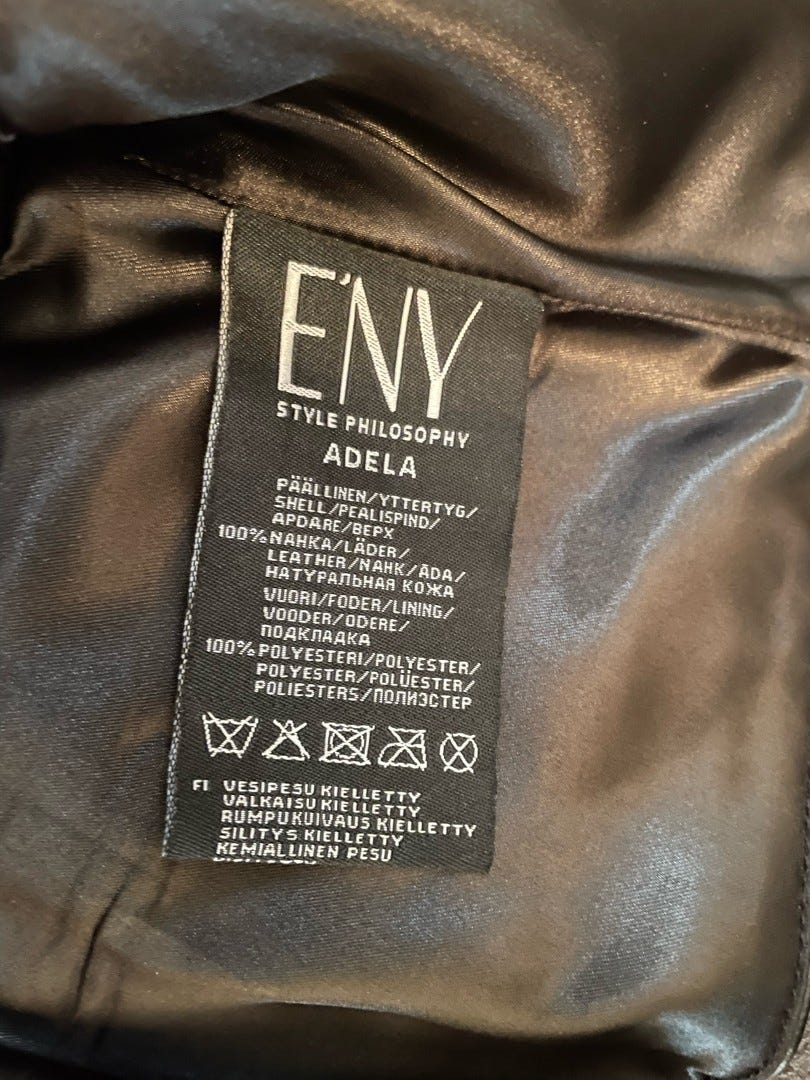 E'NY
STYLE PHILOSOPHY
ADELA
PÄÄLLINEN/YTTERTYG/
SHELL/PEALISPIND/
APDARE/ВЕРХ
100% NAHKA/LÄDER/
LEATHER/NAHK/ĀDA/
НАТУРАЛЬНАЯ КОЖА
VUORI/FODER/LINING/
VOODER/ODERE/
ПОДКЛАДКА
100% POLYESTERI/POLYESTER/
POLYESTER/POLÜESTER/
POLIESTERS/ПОЛИЭСТЕР
FI VESIPESU KIELLETTY
VALKAISU KIELLETTY
RUMPUKUIVAUS KIELLETTY
SILITYS KIELLETTY
KEMIALLINEN PESU